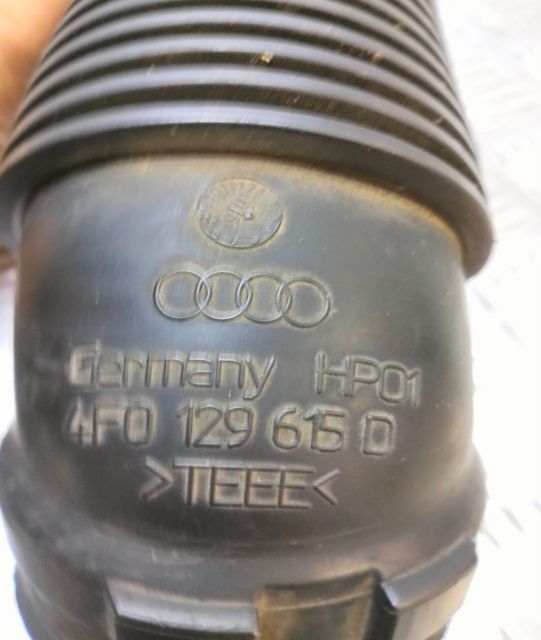 Germany HP01
4F0 129 615 D
>TEEE<